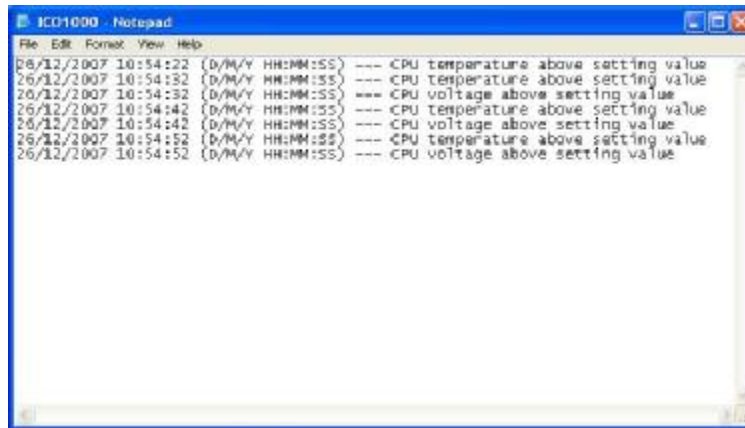 ICO1000 - Notepad
File Edit Format View Help
26/12/2007 10:54:22 (D/M/Y HH:MM:SS) --- CPU temperature above setting value
26/12/2007 10:54:32 (D/M/Y HH:MM:SS) --- CPU temperature above setting value
26/12/2007 10:54:32 (D/M/Y HH:MM:SS) --- CPU voltage above setting value
26/12/2007 10:54:42 (D/M/Y HH:MM:SS) --- CPU temperature above setting value
26/12/2007 10:54:42 (D/M/Y HH:MM:SS) --- CPU voltage above setting value
26/12/2007 10:54:52 (D/M/Y HH:MM:SS) --- CPU temperature above setting value
26/12/2007 10:54:52 (D/M/Y HH:MM:SS) --- CPU voltage above setting value